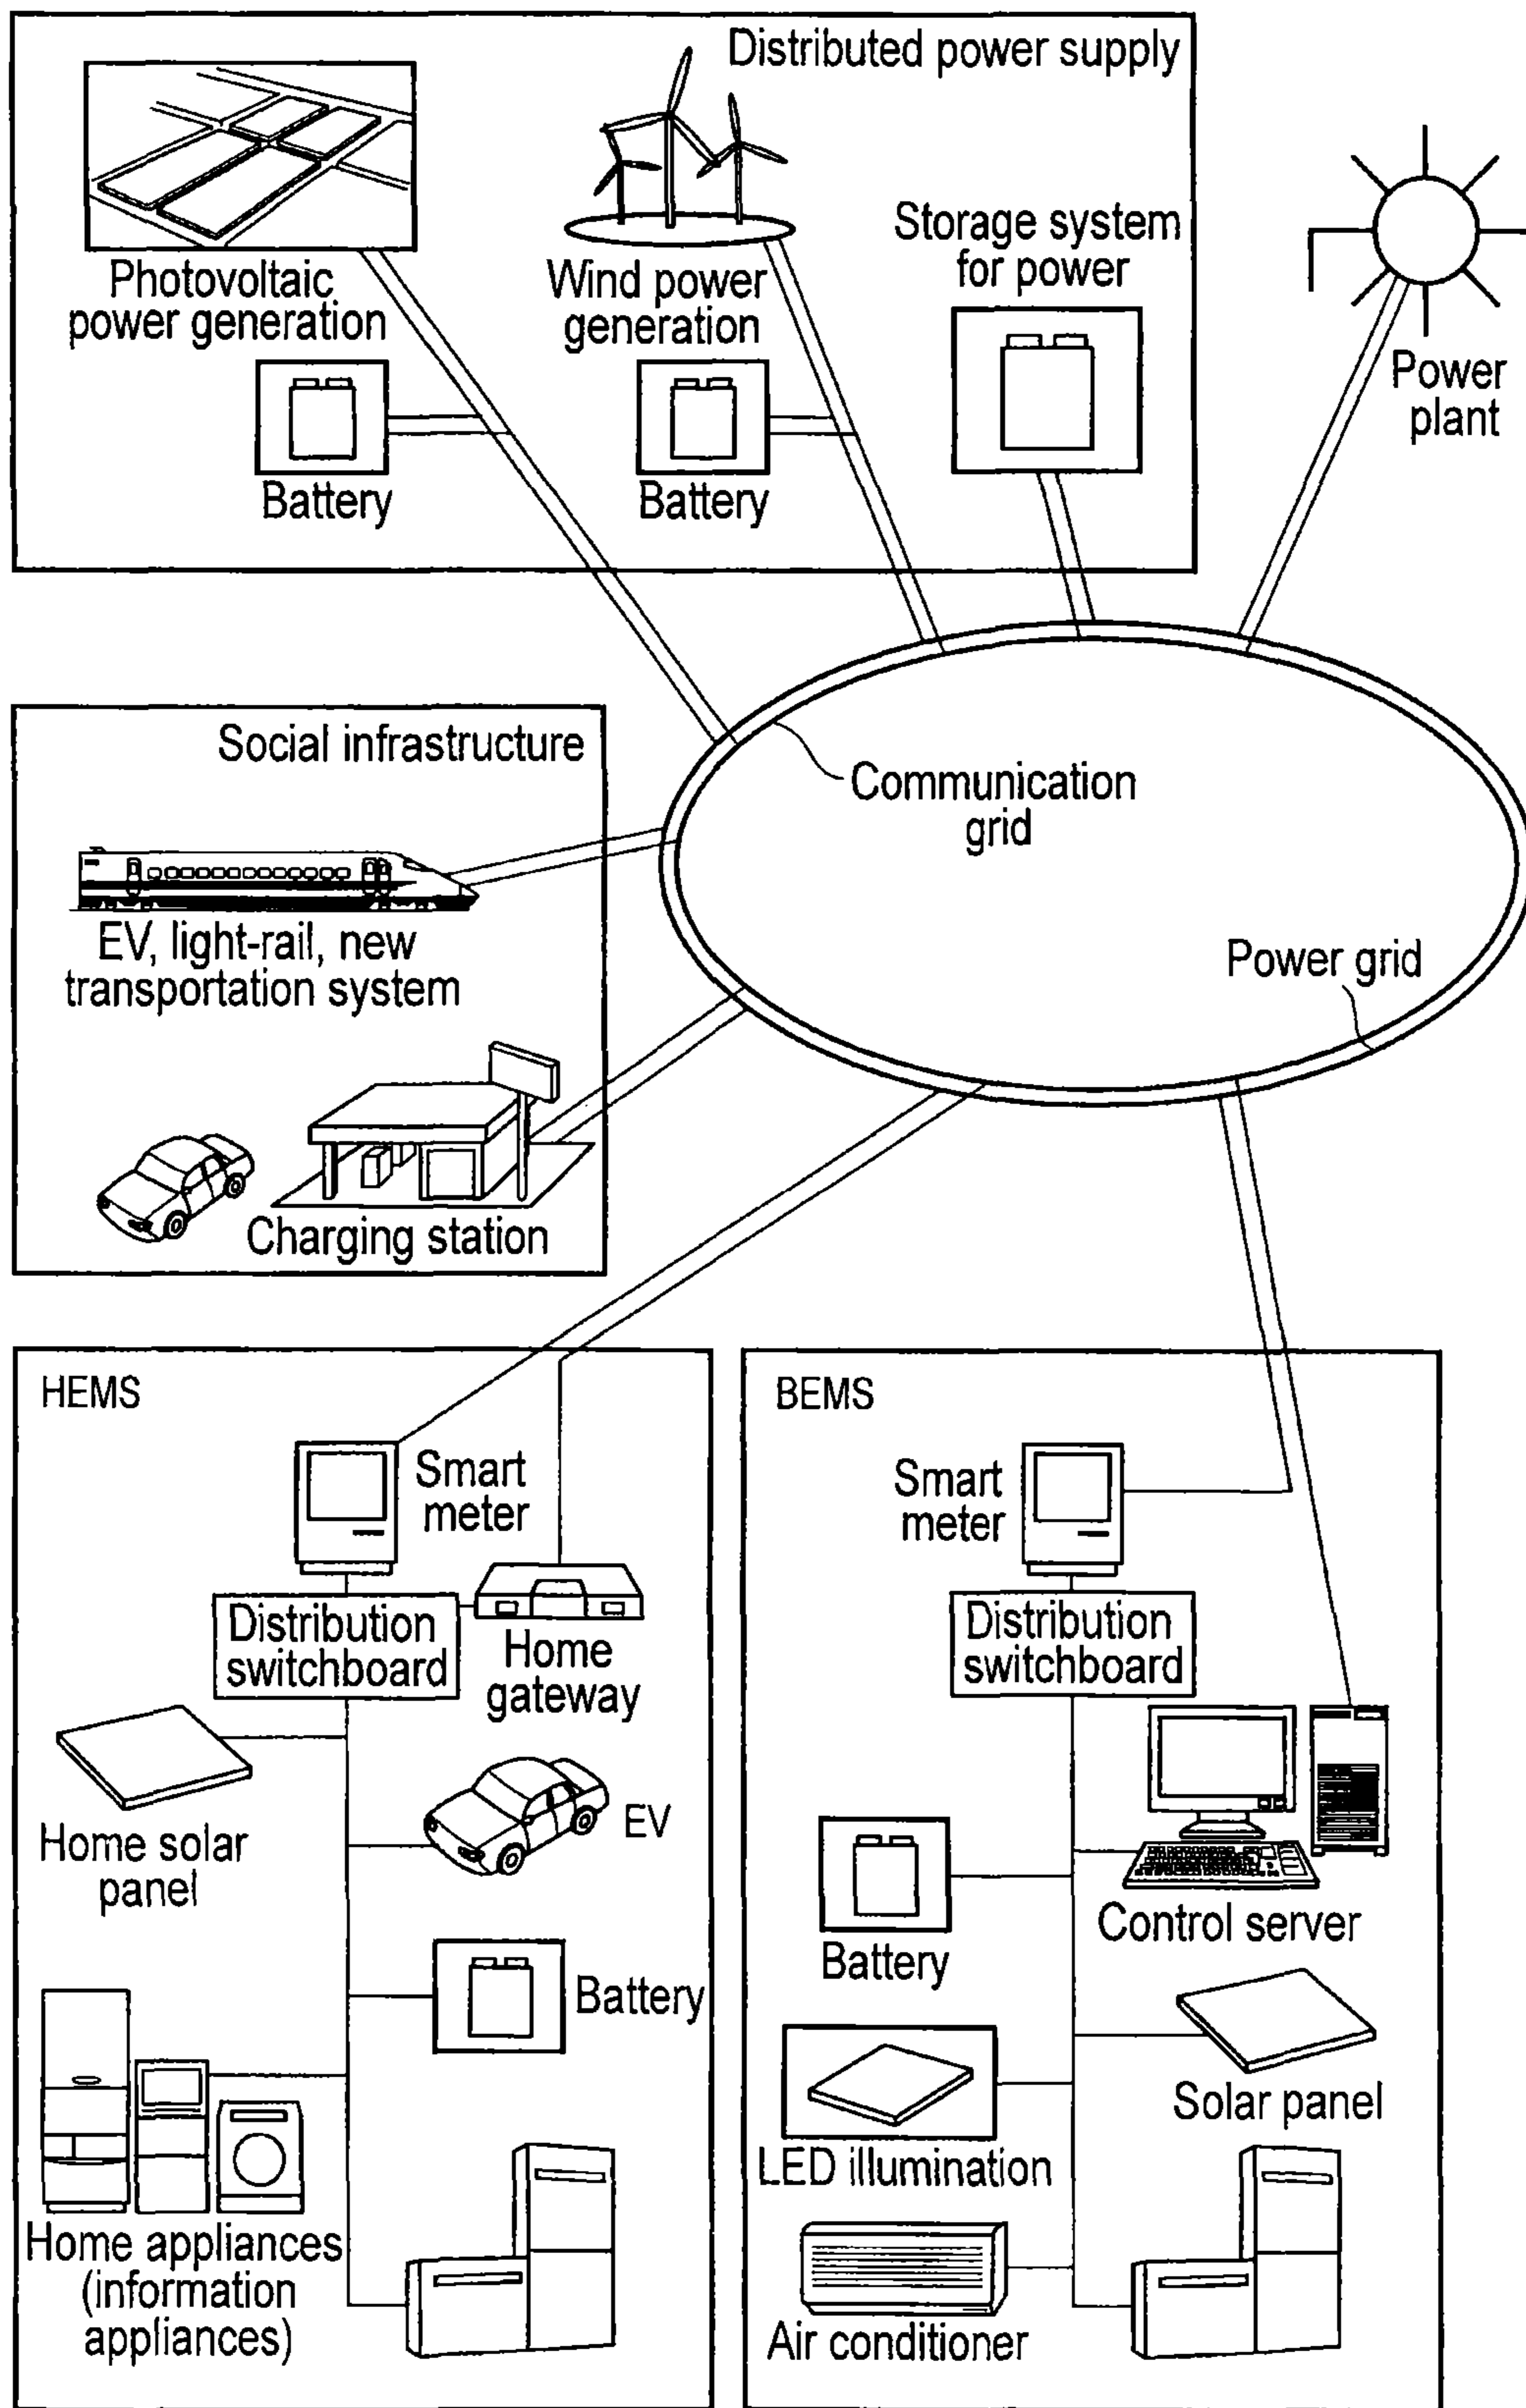 Distributed power supply
Photovoltaic
power generation
Wind power
generation
Storage system
for power
Battery
Battery
Power
plant
Social infrastructure
EV, light-rail, new
transportation system
Charging station
Communication
grid
Power grid
HEMS
Smart
meter
Distribution
switchboard
Home
gateway
Home solar
panel
EV
Battery
Home appliances
(information
appliances)
BEMS
Smart
meter
Distribution
switchboard
Control server
Battery
Solar panel
LED illumination
Air conditioner